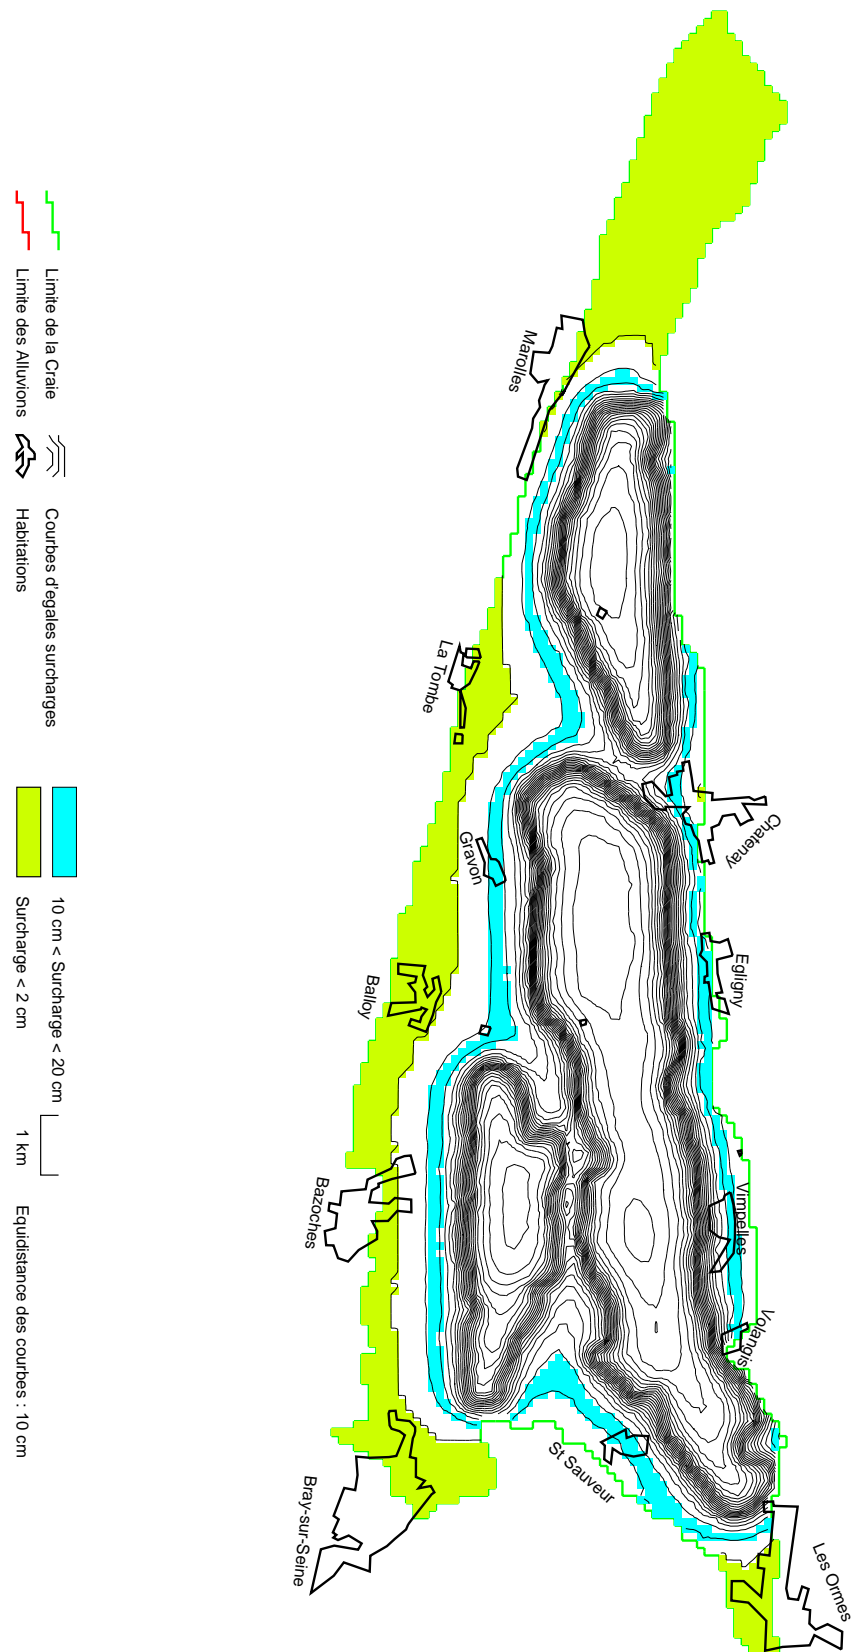 Marolles
La Tombe
Gravon
Chatenay
Egligny
Balloy
Bazoches
Vimpelles
Volangis
St Sauveur
Bray-sur-Seine
Les Ormes
Limite de la Craie
Limite des Alluvions
Courbes d'egales surcharges
Habitations
10 cm < Surcharge < 20 cm
Surcharge < 2 cm
1 km
Equidistance des courbes : 10 cm